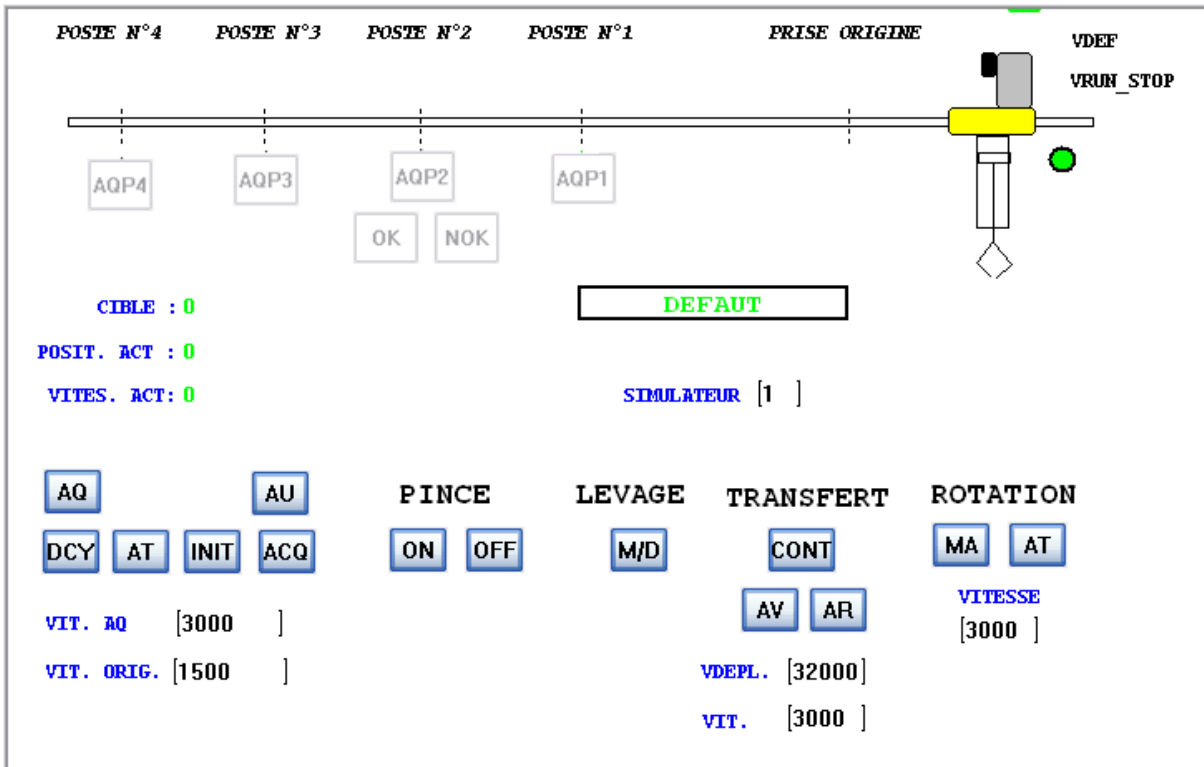 POSTE N°4 POSTE N°3 POSTE N°2 POSTE N°1 PRISE ORIGINE
VDEF
VRUN_STOP
AQP4 AQP3 AQP2 AQP1
OK NOK
CIBLE : 0 DEFAUT
POSIT. ACT : 0
VITES. ACT: 0 SIMULATEUR [1 ]
AQ AU PINCE LEVAGE TRANSFERT ROTATION
DCY AT INIT ACQ ON OFF M/D CONT MA AT
AV AR VITESSE
VIT. AQ [3000 ] [3000 ]
VIT. ORIG. [1500 ] VDEPL. [32000]
VIT. [3000 ]